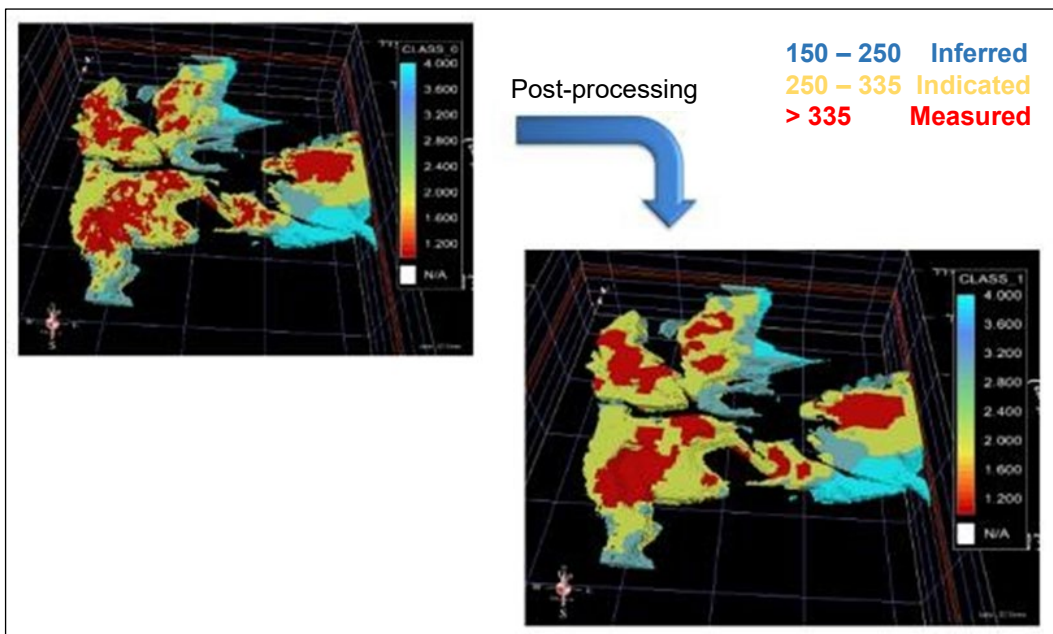 CLASS_0
4.000
3.600
3.200
2.800
2.400
2.000
1.600
1.200
N/A
Post-processing
150 – 250 Inferred
250 – 335 Indicated
> 335 Measured
CLASS_1
4.000
3.600
3.200
2.800
2.400
2.000
1.600
1.200
N/A